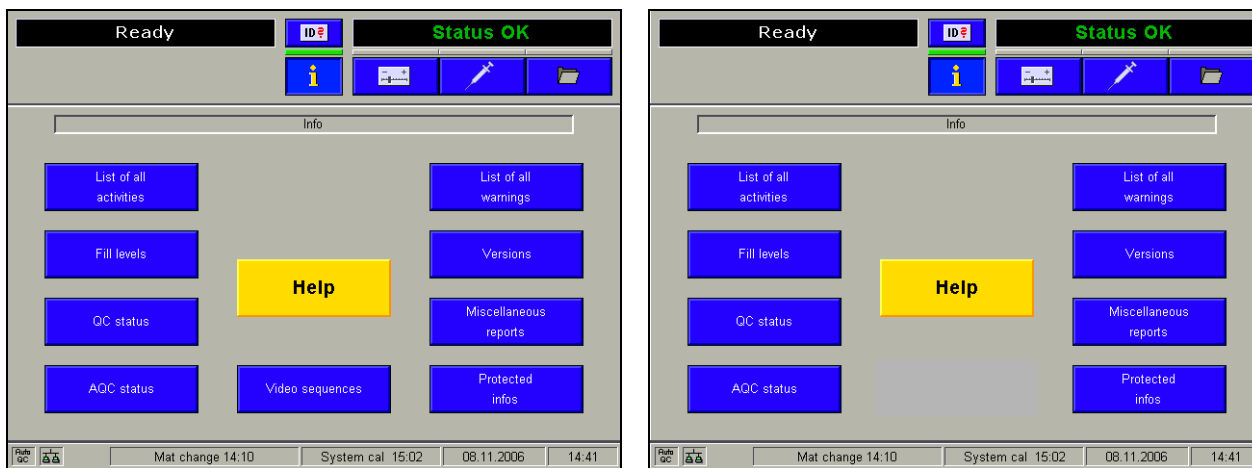 Ready
ID
Status OK
i
Info
List of all
activities
List of all
warnings
Fill levels
Versions
Help
QC status
Miscellaneous
reports
AQC status
Video sequences
Protected
infos
Auto
QC
Mat change 14:10
System cal 15:02
08.11.2006
14:41
Ready
ID
Status OK
i
Info
List of all
activities
List of all
warnings
Fill levels
Versions
Help
QC status
Miscellaneous
reports
AQC status
Protected
infos
Auto
QC
Mat change 14:10
System cal 15:02
08.11.2006
14:41